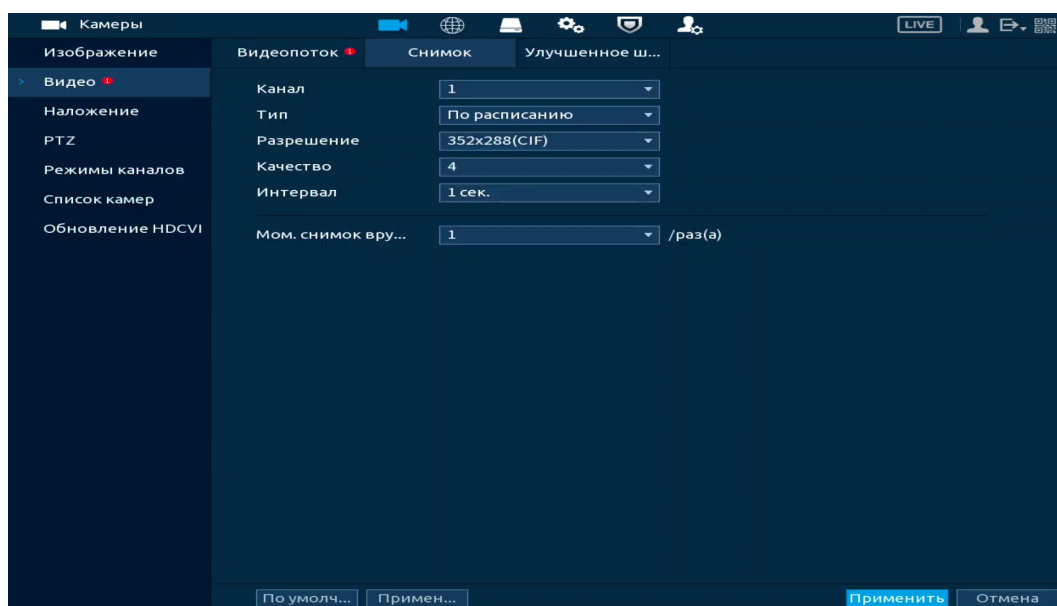 Камеры LIVE
Изображение
Видео
Наложение
PTZ
Режимы каналов
Список камер
Обновление HDCVI
Видеопоток Снимок Улучшенное ш...
Канал 1
Тип По расписанию
Разрешение 352x288(CIF)
Качество 4
Интервал 1 сек.
Мом. снимок вру... 1 /раз(а)
По умолч... Примен... Применить Отмена